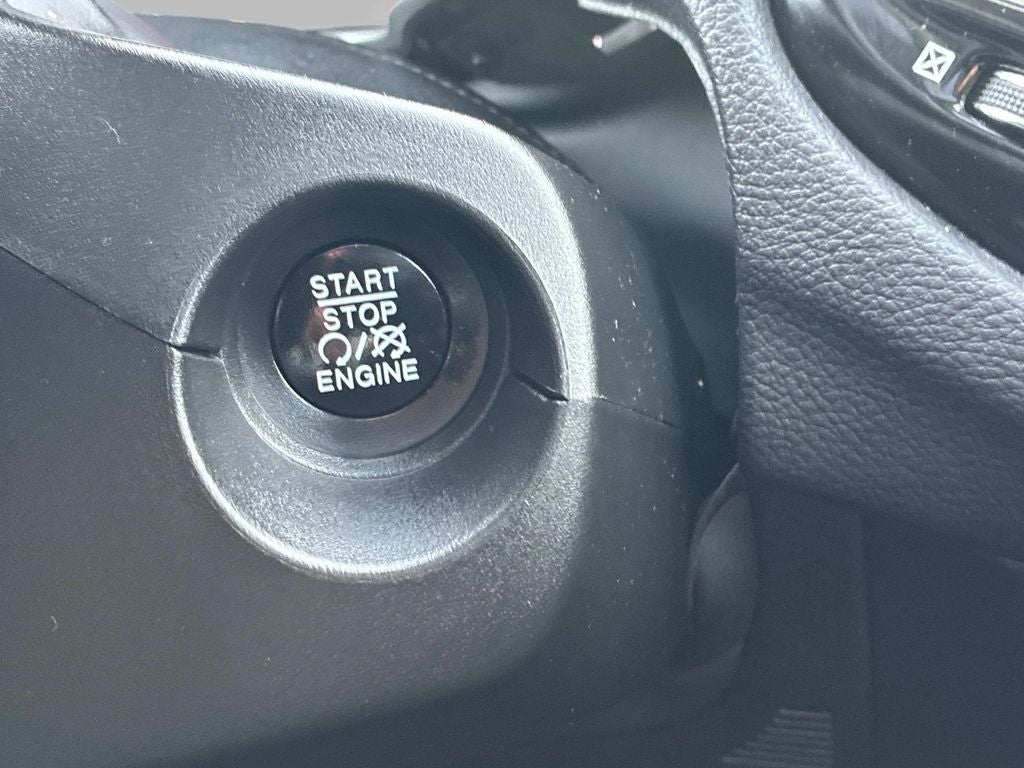 START
STOP
/
ENGINE